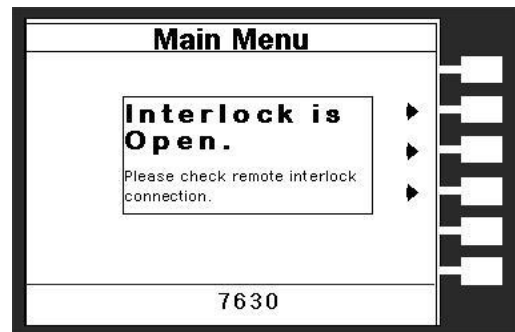 Main Menu
Interlock is
Open.
Please check remote interlock
connection.
7630